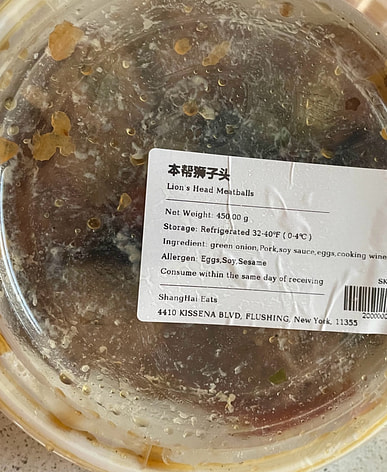 本帮狮子头
Lion's Head Meatballs
Net Weight: 450.00 g
Storage: Refrigerated 32-40°F ( 0-4°C )
Ingredient: green onion,Pork,soy sauce,eggs,cooking wine
Allergen: Eggs,Soy,Sesame
Consume within the same day of receiving
SK
ShangHai Eats
4410 KISSENA BLVD, FLUSHING, New York, 11355